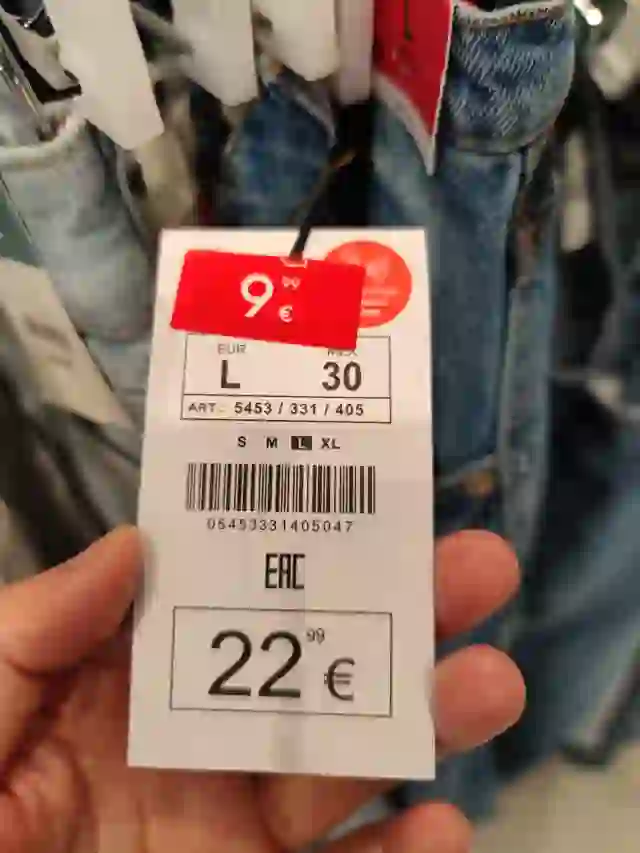 9 99 €
EUR MEX
L 30
ART.: 5453 / 331 / 405
S M L XL
05453331405047
EAC
22 99 €